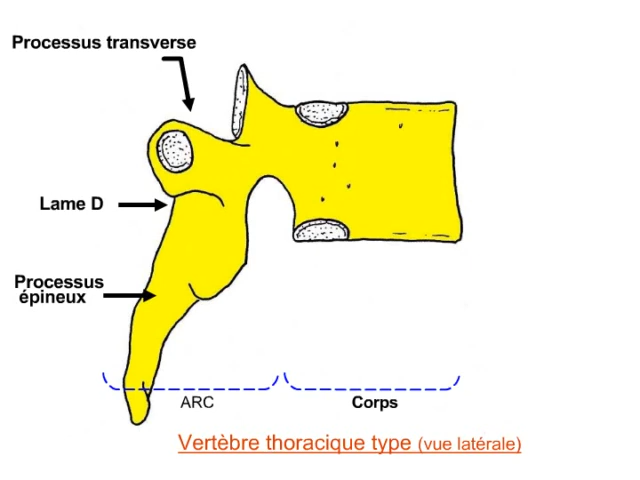 Processus transverse
Lame D
Processus
épineux
ARC
Corps
Vertèbre thoracique type (vue latérale)